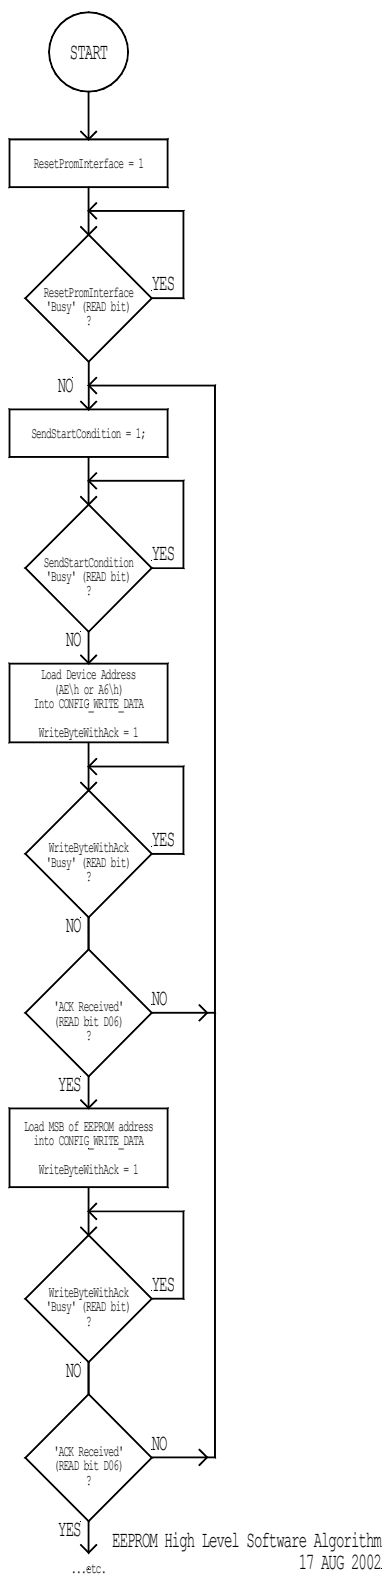 START
ResetPromInterface = 1
ResetPromInterface
'Busy' (READ bit)
?
YES
NO
SendStartCondition = 1;
SendStartCondition
'Busy' (READ bit)
?
YES
NO
Load Device Address
(AE\h or A6\h)
Into CONFIG_WRITE_DATA
WriteByteWithAck = 1
WriteByteWithAck
'Busy' (READ bit)
?
YES
NO
'ACK Received'
(READ bit D06)
?
NO
YES
Load MSB of EEPROM address
into CONFIG_WRITE_DATA
WriteByteWithAck = 1
WriteByteWithAck
'Busy' (READ bit)
?
YES
NO
'ACK Received'
(READ bit D06)
?
NO
YES
...etc.
EEPROM High Level Software Algorithm
17 AUG 2002